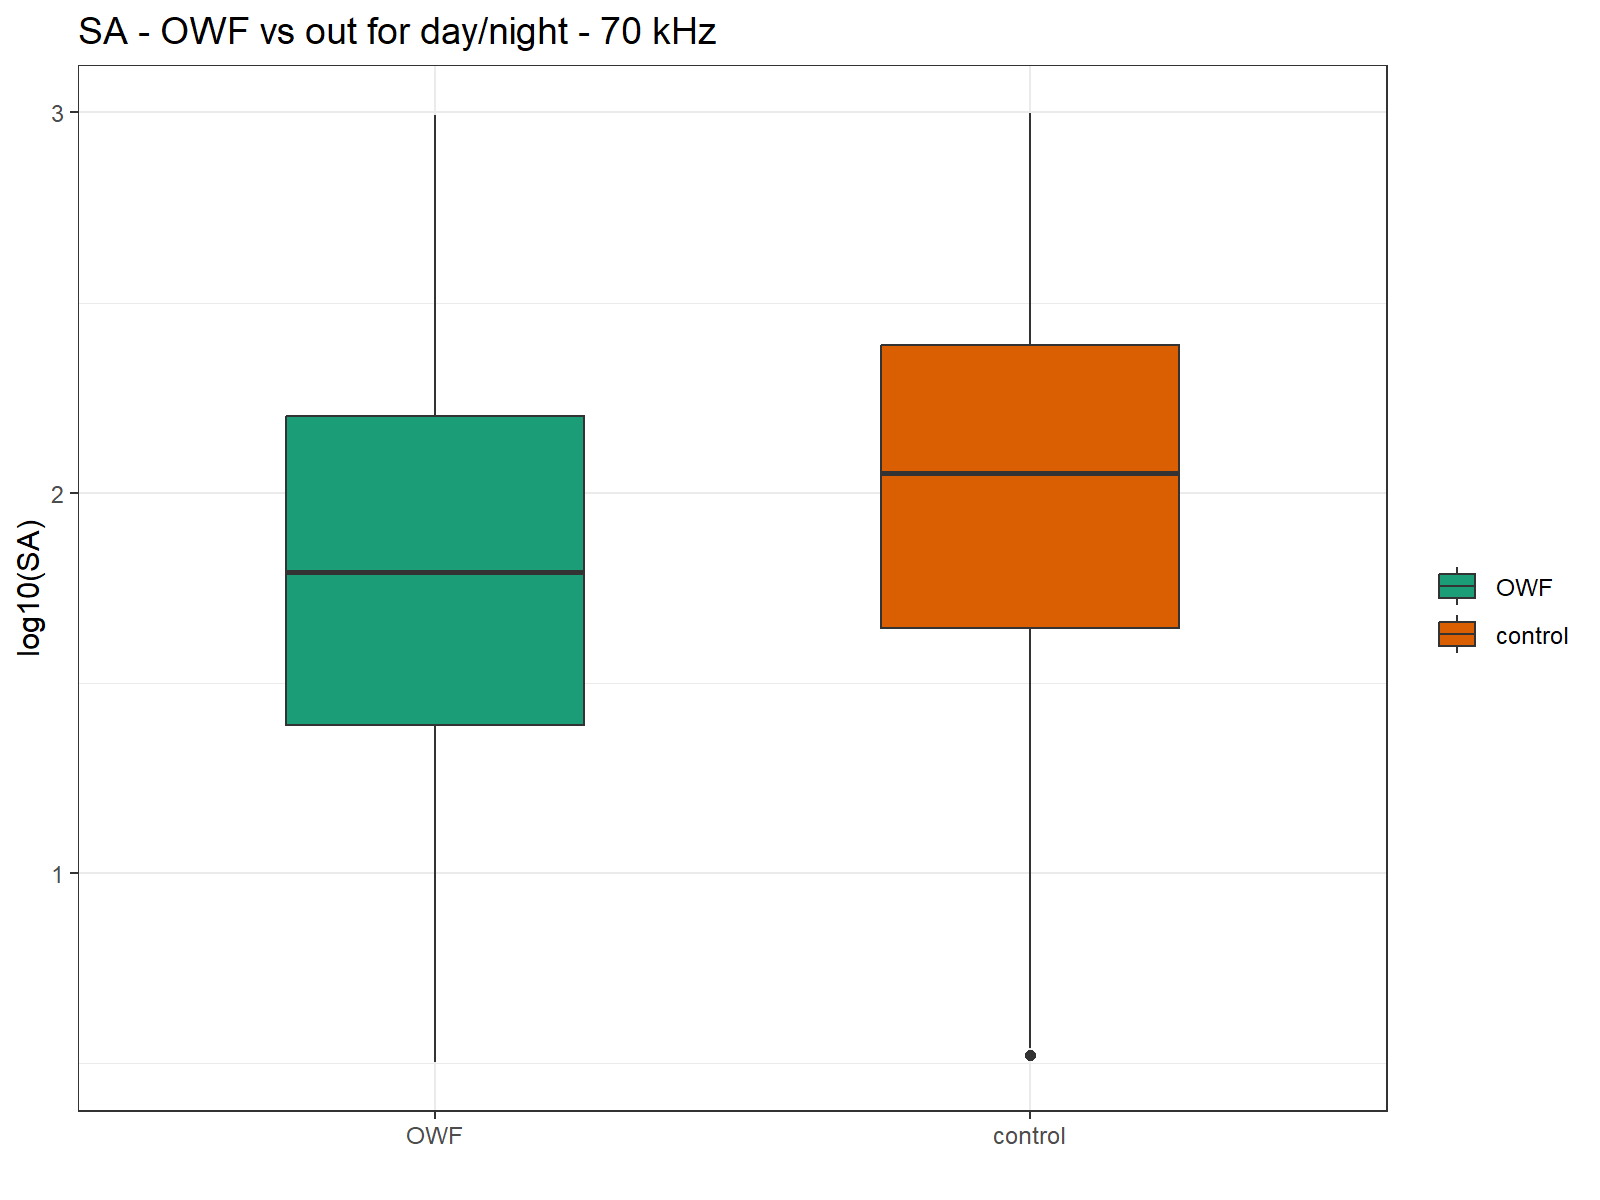 SA - OWF vs out for day/night - 70 kHz
3
2
1
log10(SA)
OWF
control
OWF
control